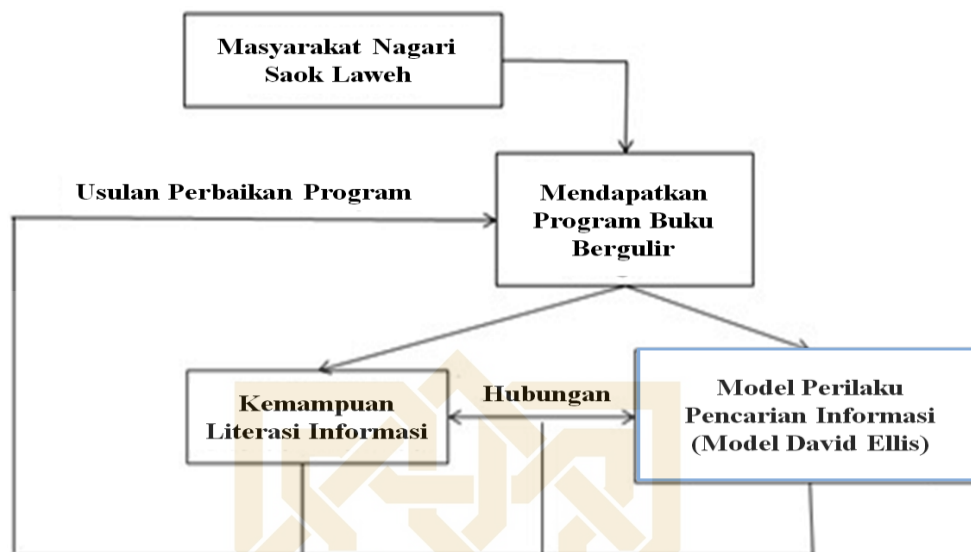 Masyarakat Nagari
Saok Laweh
Usulan Perbaikan Program
Mendapatkan
Program Buku
Bergulir
Kemampuan
Literasi Informasi
Hubungan
Model Perilaku
Pencarian Informasi
(Model David Ellis)